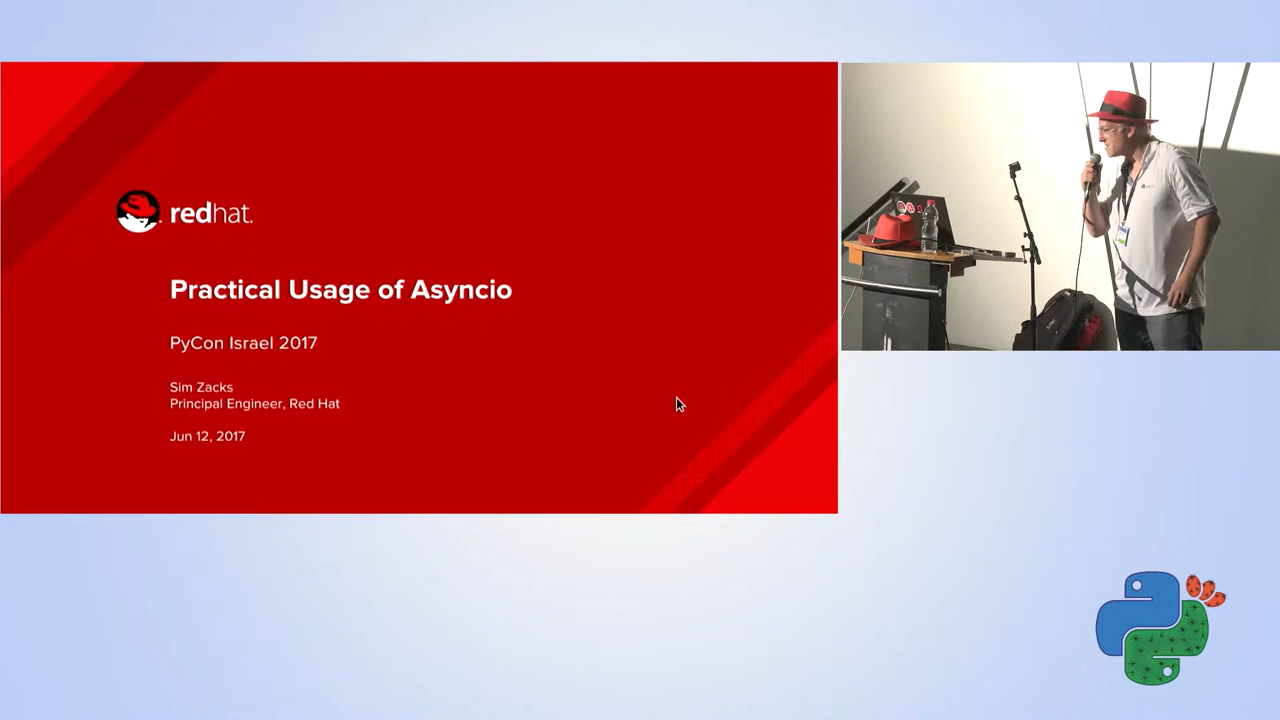 redhat.
Practical Usage of Asyncio
PyCon Israel 2017
Sim Zacks
Principal Engineer, Red Hat
Jun 12, 2017